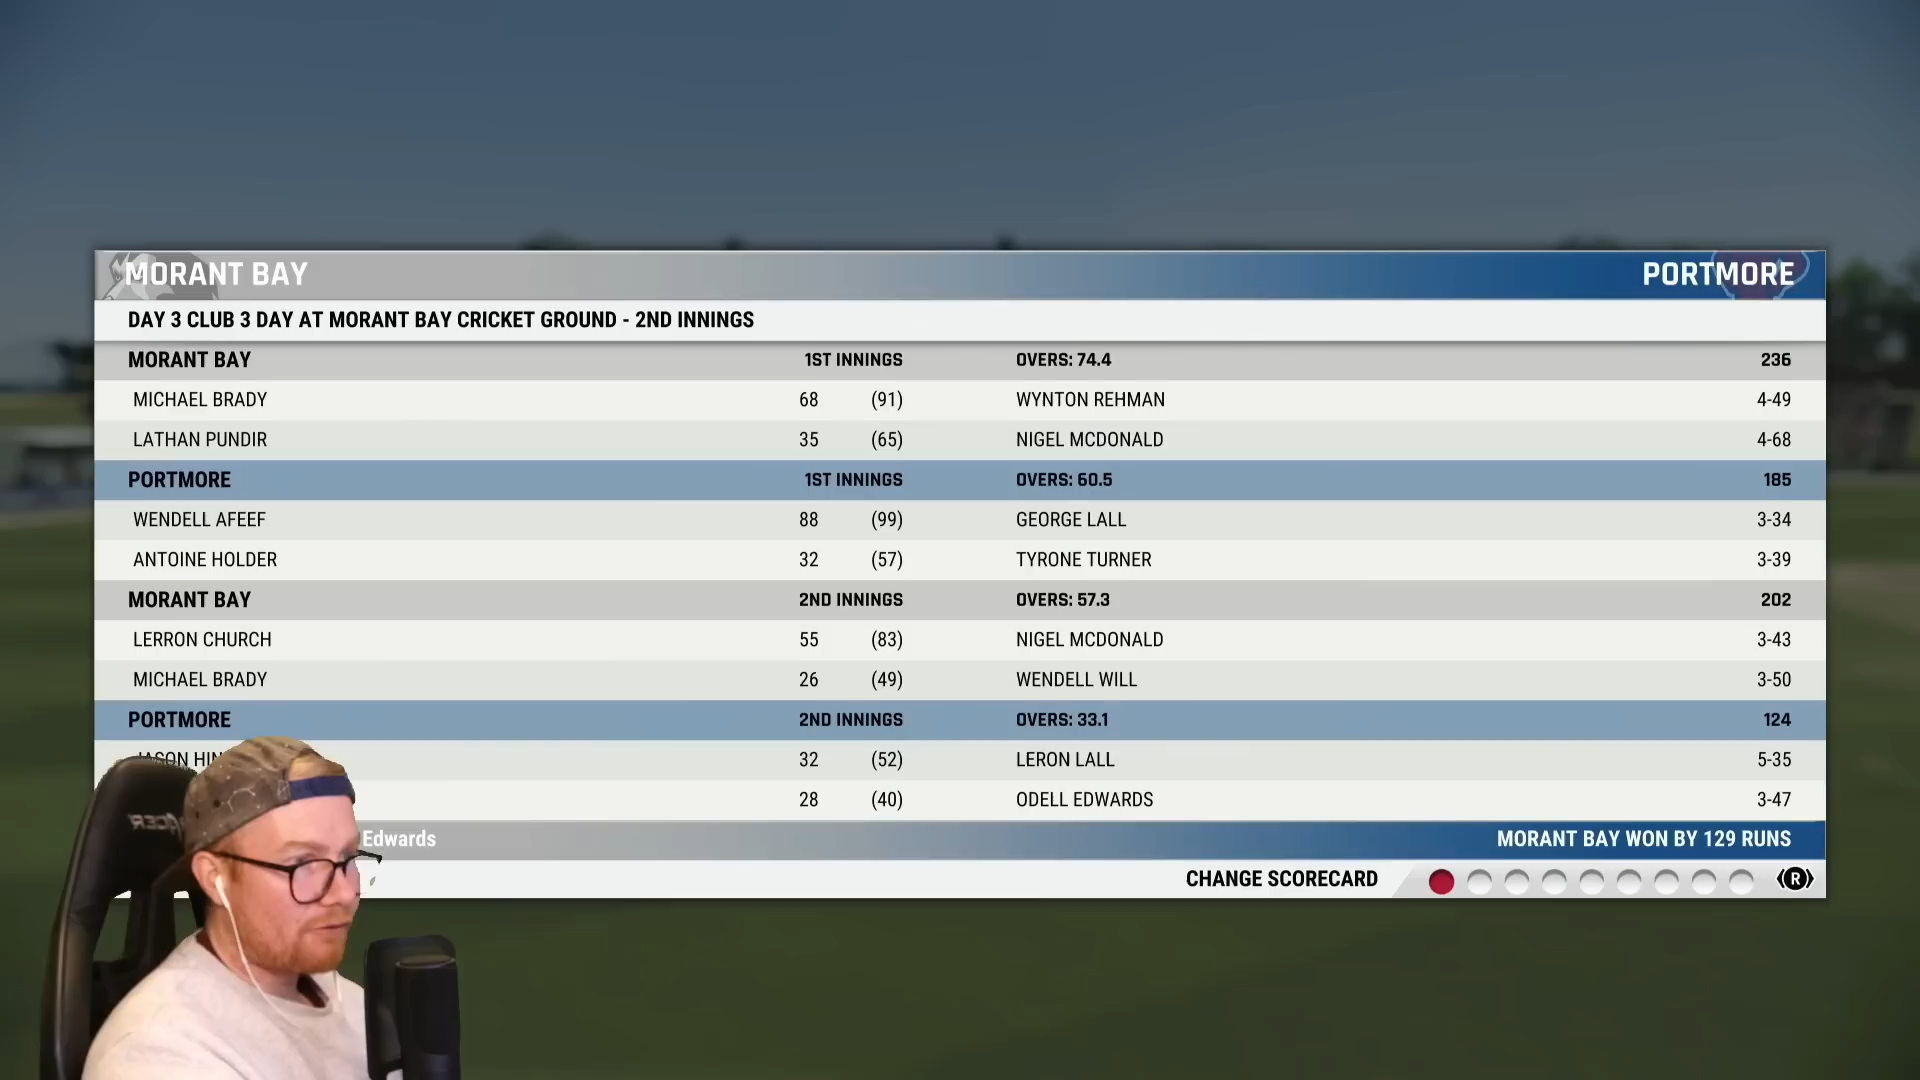 MORANT BAY PORTMORE
DAY 3 CLUB 3 DAY AT MORANT BAY CRICKET GROUND - 2ND INNINGS
MORANT BAY 1ST INNINGS OVERS: 74.4 236
MICHAEL BRADY 68 (91) WYNTON REHMAN 4-49
LATHAN PUNDIR 35 (65) NIGEL MCDONALD 4-68
PORTMORE 1ST INNINGS OVERS: 60.5 185
WENDELL AFEEF 88 (99) GEORGE LALL 3-34
ANTOINE HOLDER 32 (57) TYRONE TURNER 3-39
MORANT BAY 2ND INNINGS OVERS: 57.3 202
LERRON CHURCH 55 (83) NIGEL MCDONALD 3-43
MICHAEL BRADY 26 (49) WENDELL WILL 3-50
PORTMORE 2ND INNINGS OVERS: 33.1 124
JASON 32 (52) LERON LALL 5-35
28 (40) ODELL EDWARDS 3-47
Edwards MORANT BAY WON BY 129 RUNS
CHANGE SCORECARD R